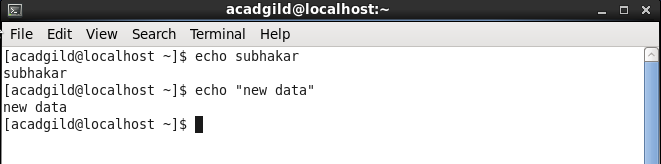 acadgild@localhost:~
File Edit View Search Terminal Help
[acadgild@localhost ~]$ echo subhakar
subhakar
[acadgild@localhost ~]$ echo "new data"
new data
[acadgild@localhost ~]$